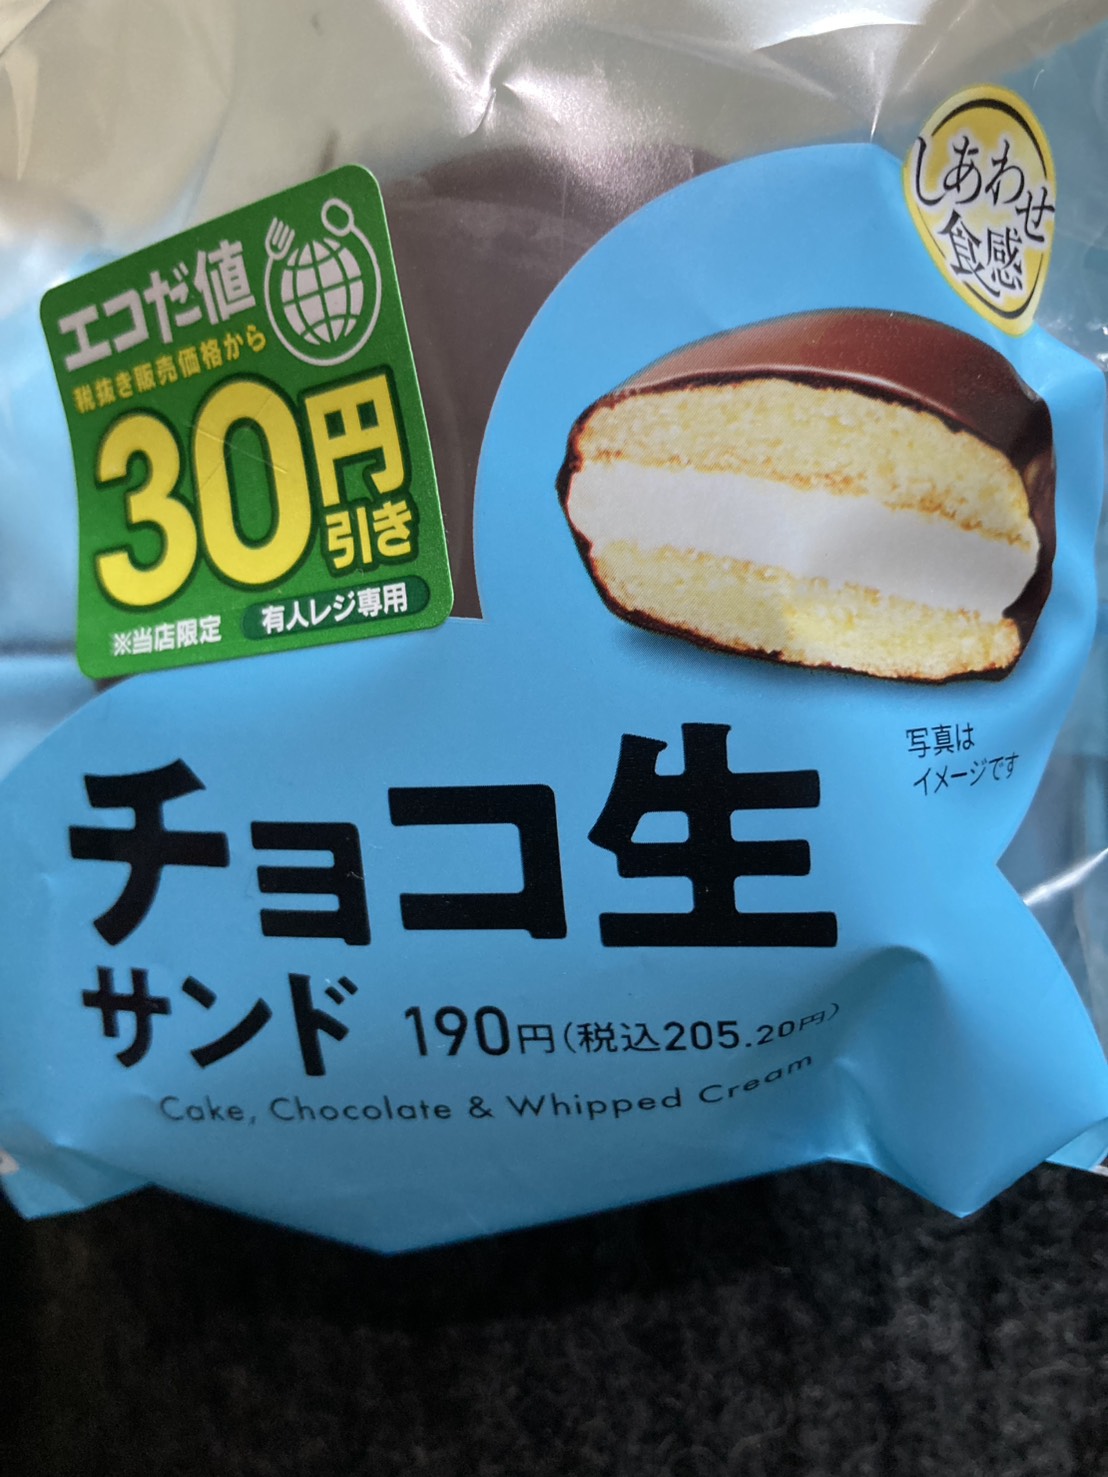 しあわせ
食感
エコだ値
税抜き販売価格から
30円引き
※当店限定 有人レジ専用
写真は
イメージです
チョコ生
サンド 190円(税込205.20円)
Cake, Chocolate & Whipped Cream